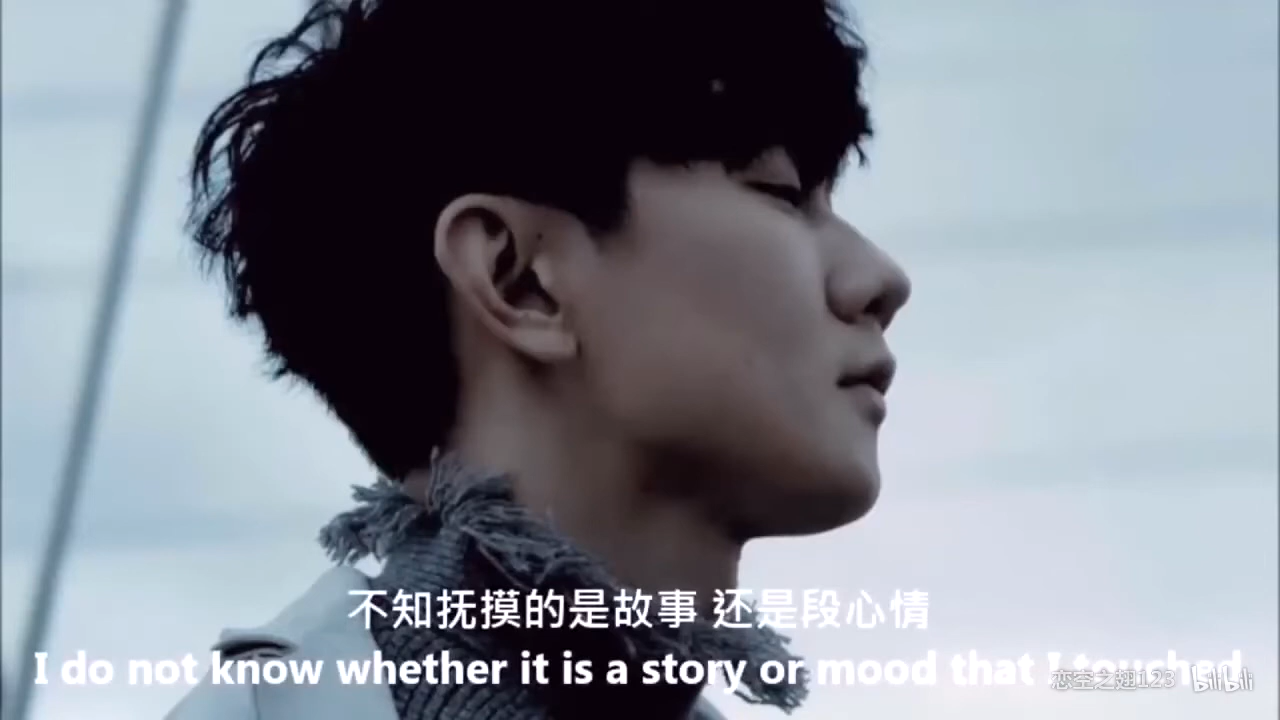 不知抚摸的是故事 还是段心情
I do not know whether it is a story or mood that I touched
恋空之翅123 bilibili